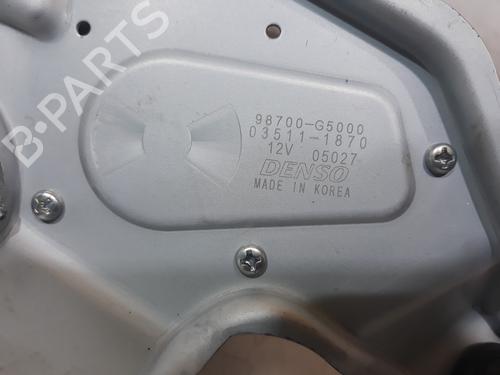 B-PARTS
98700-G5000
03511-1870
12V 05027
DENSO
MADE IN KOREA